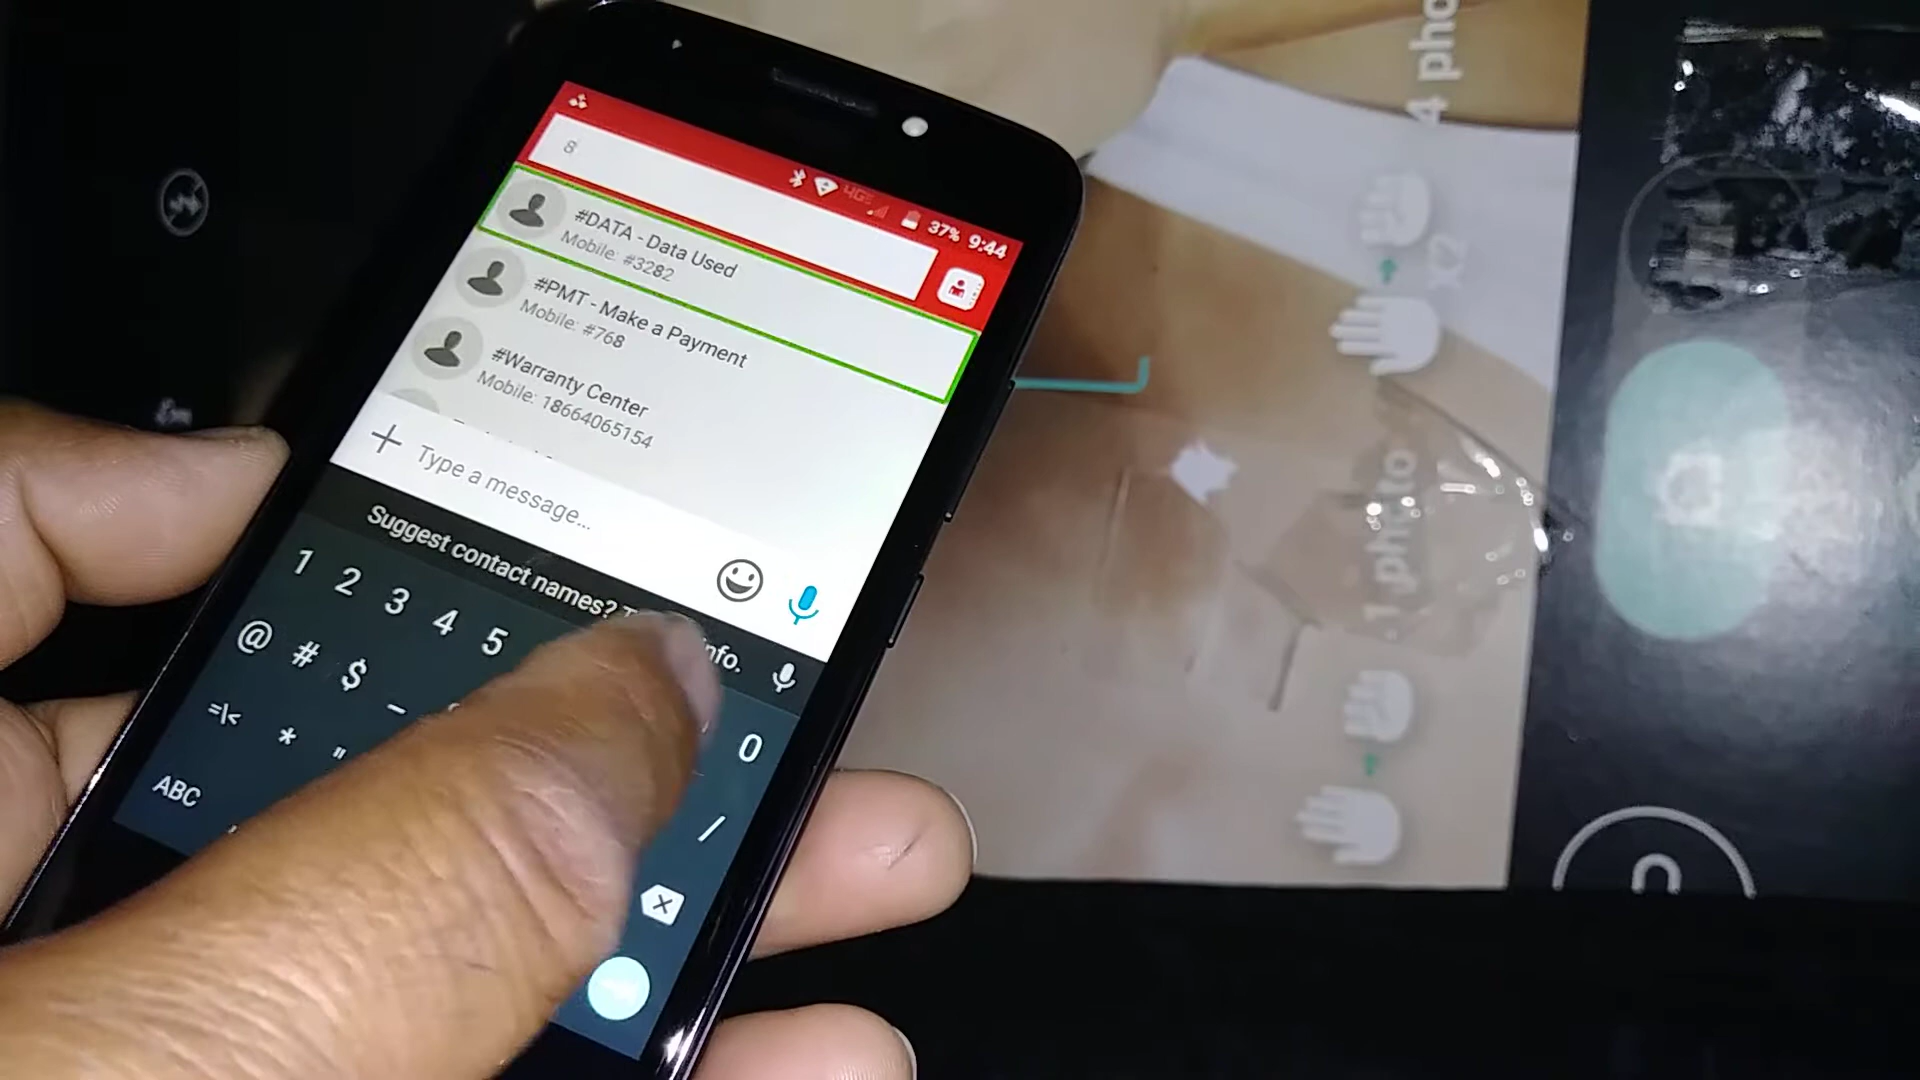 37% 9:44
8
#DATA - Data Used
Mobile: #3282
#PMT - Make a Payment
Mobile: #768
#Warranty Center
Mobile: 18664065154
Type a message...
Suggest contact names? info.
1 2 3 4 5 0
@ # $ _
=\< * " /
ABC ,
4 pho
X2
1 photo